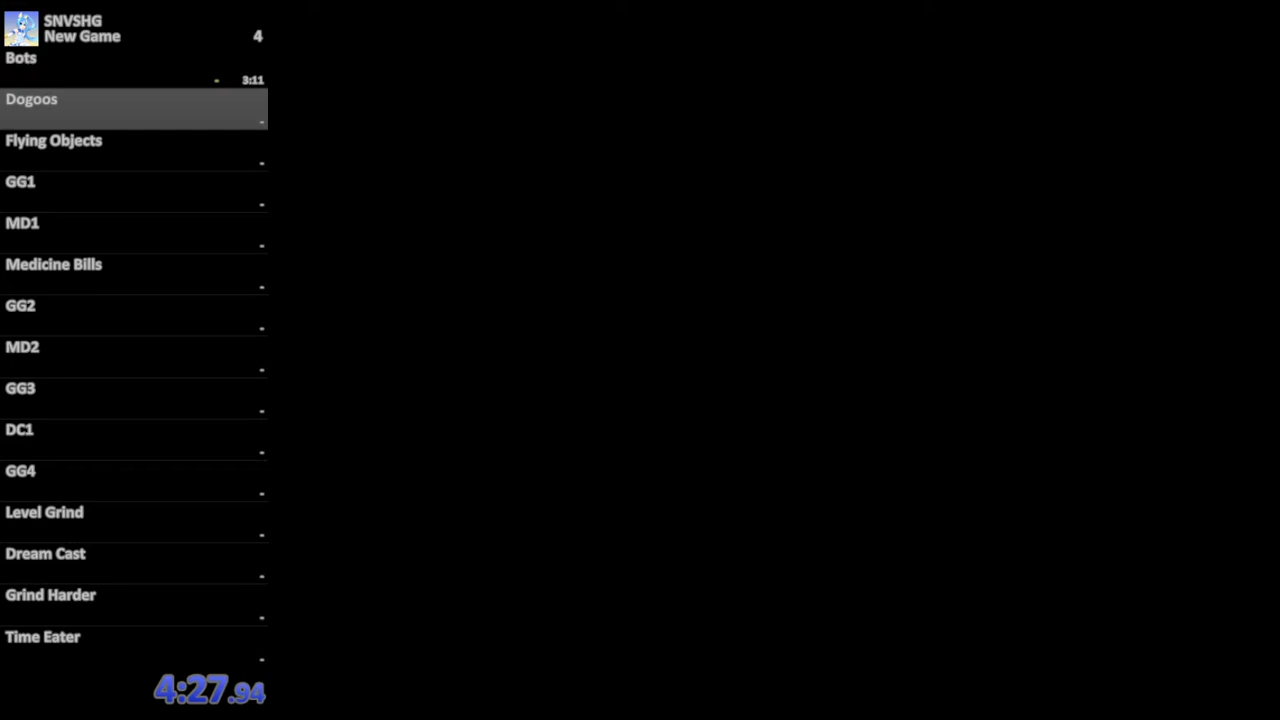 SNVSHG
New Game 4
Bots
- 3:11
Dogoos
-
Flying Objects
-
GG1
-
MD1
-
Medicine Bills
-
GG2
-
MD2
-
GG3
-
DC1
-
GG4
-
Level Grind
-
Dream Cast
-
Grind Harder
-
Time Eater
-
4:27.94